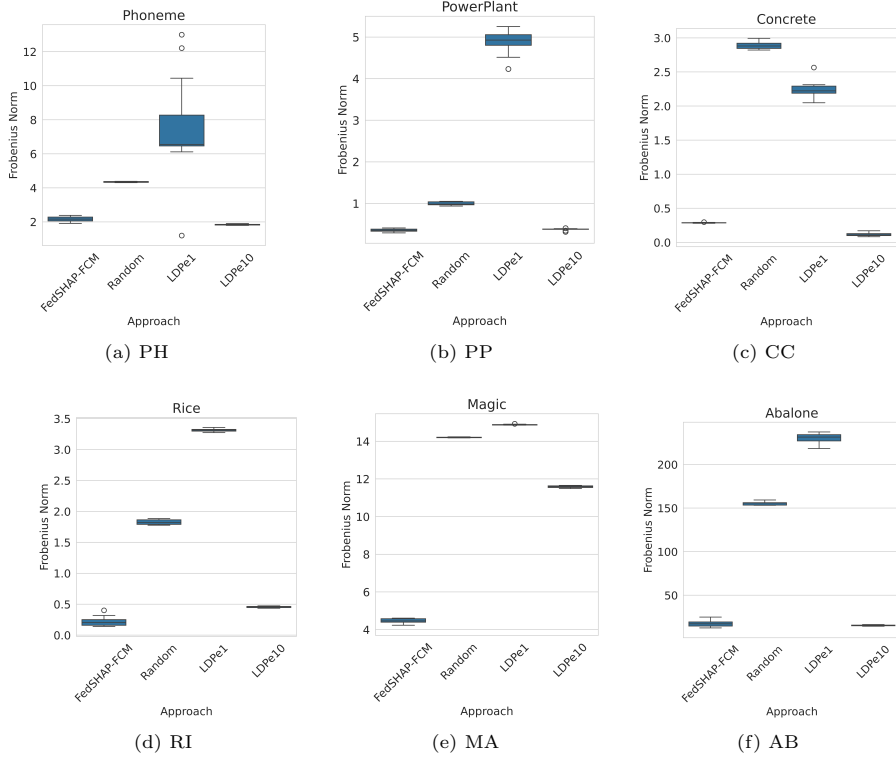 Phoneme
12
10
8
6
4
2
Frobenius Norm
FedSHAP-FCM
Random
LDPe1
LDPe10
Approach
(a) PH
PowerPlant
5
4
3
2
1
Frobenius Norm
FedSHAP-FCM
Random
LDPe1
LDPe10
Approach
(b) PP
Concrete
3.0
2.5
2.0
1.5
1.0
0.5
0.0
Frobenius Norm
FedSHAP-FCM
Random
LDPe1
LDPe10
Approach
(c) CC
Rice
3.5
3.0
2.5
2.0
1.5
1.0
0.5
0.0
Frobenius Norm
FedSHAP-FCM
Random
LDPe1
LDPe10
Approach
(d) RI
Magic
14
12
10
8
6
4
Frobenius Norm
FedSHAP-FCM
Random
LDPe1
LDPe10
Approach
(e) MA
Abalone
200
150
100
50
Frobenius Norm
FedSHAP-FCM
Random
LDPe1
LDPe10
Approach
(f) AB